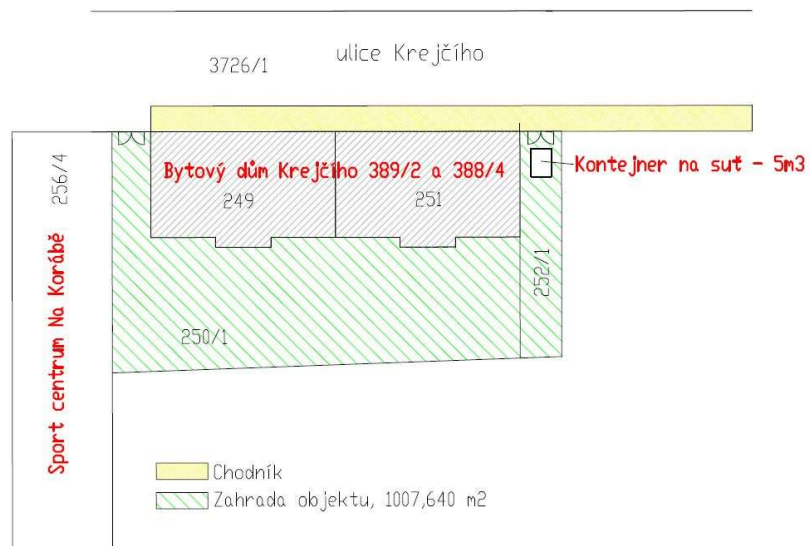 ulice Krejčího
3726/1
256/4
Bytový dům Krejčího 389/2 a 388/4
Kontejner na suť - 5m3
249
251
252/1
250/1
Sport centrum Na Korábě
Chodník
Zahrada objektu, 1007,640 m2